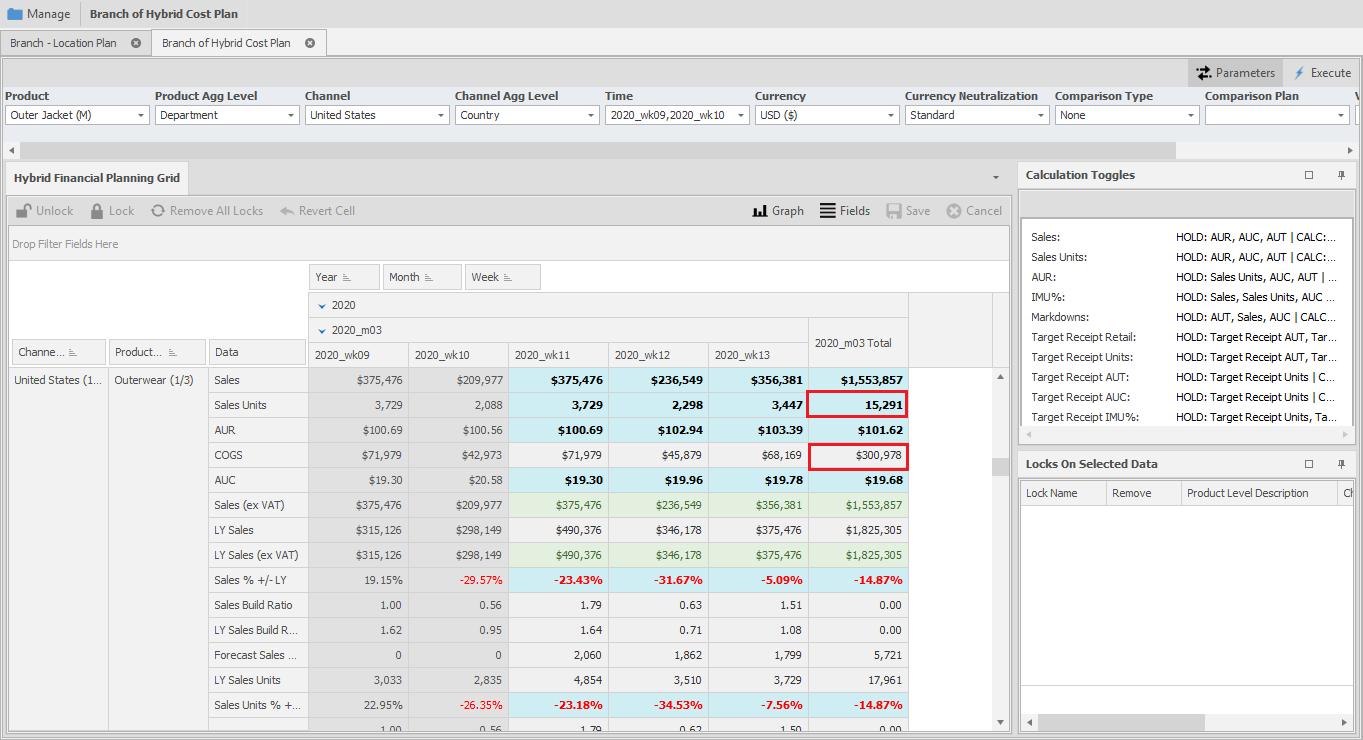 Manage Branch of Hybrid Cost Plan
Branch - Location Plan Branch of Hybrid Cost Plan
Parameters Execute
Product Product Agg Level Channel Channel Agg Level Time Currency Currency Neutralization Comparison Type Comparison Plan
Outer Jacket (M) Department United States Country 2020_wk09,2020_wk10 USD ($) Standard None
Hybrid Financial Planning Grid
Unlock Lock Remove All Locks Revert Cell Graph Fields Save Cancel
Drop Filter Fields Here
Year Month Week
2020
2020_m03
2020_m03 Total
Channe... Product... Data 2020_wk09 2020_wk10 2020_wk11 2020_wk12 2020_wk13
United States (1... Outerwear (1/3) Sales $375,476 $209,977 $375,476 $236,549 $356,381 $1,553,857
Sales Units 3,729 2,088 3,729 2,298 3,447 15,291
AUR $100.69 $100.56 $100.69 $102.94 $103.39 $101.62
COGS $71,979 $42,973 $71,979 $45,879 $68,169 $300,978
AUC $19.30 $20.58 $19.30 $19.96 $19.78 $19.68
Sales (ex VAT) $375,476 $209,977 $375,476 $236,549 $356,381 $1,553,857
LY Sales $315,126 $298,149 $490,376 $346,178 $375,476 $1,825,305
LY Sales (ex VAT) $315,126 $298,149 $490,376 $346,178 $375,476 $1,825,305
Sales % +/- LY 19.15% -29.57% -23.43% -31.67% -5.09% -14.87%
Sales Build Ratio 1.00 0.56 1.79 0.63 1.51 0.00
LY Sales Build R... 1.62 0.95 1.64 0.71 1.08 0.00
Forecast Sales ... 0 0 2,060 1,862 1,799 5,721
LY Sales Units 3,033 2,835 4,854 3,510 3,729 17,961
Sales Units % +... 22.95% -26.35% -23.18% -34.53% -7.56% -14.87%
1.00 0.56 1.79 0.62 1.50 0.00
Calculation Toggles
Sales: HOLD: AUR, AUC, AUT | CALC:...
Sales Units: HOLD: AUR, AUC, AUT | CALC:...
AUR: HOLD: Sales Units, AUC, AUT | ...
IMU%: HOLD: Sales, Sales Units, AUC ...
Markdowns: HOLD: AUT, Sales, AUC | CALC...
Target Receipt Retail: HOLD: Target Receipt AUT, Tar...
Target Receipt Units: HOLD: Target Receipt AUT, Tar...
Target Receipt AUT: HOLD: Target Receipt Units | C...
Target Receipt AUC: HOLD: Target Receipt Units | C...
Target Receipt IMU%: HOLD: Target Receipt Units, Ta...
Locks On Selected Data
Lock Name Remove Product Level Description